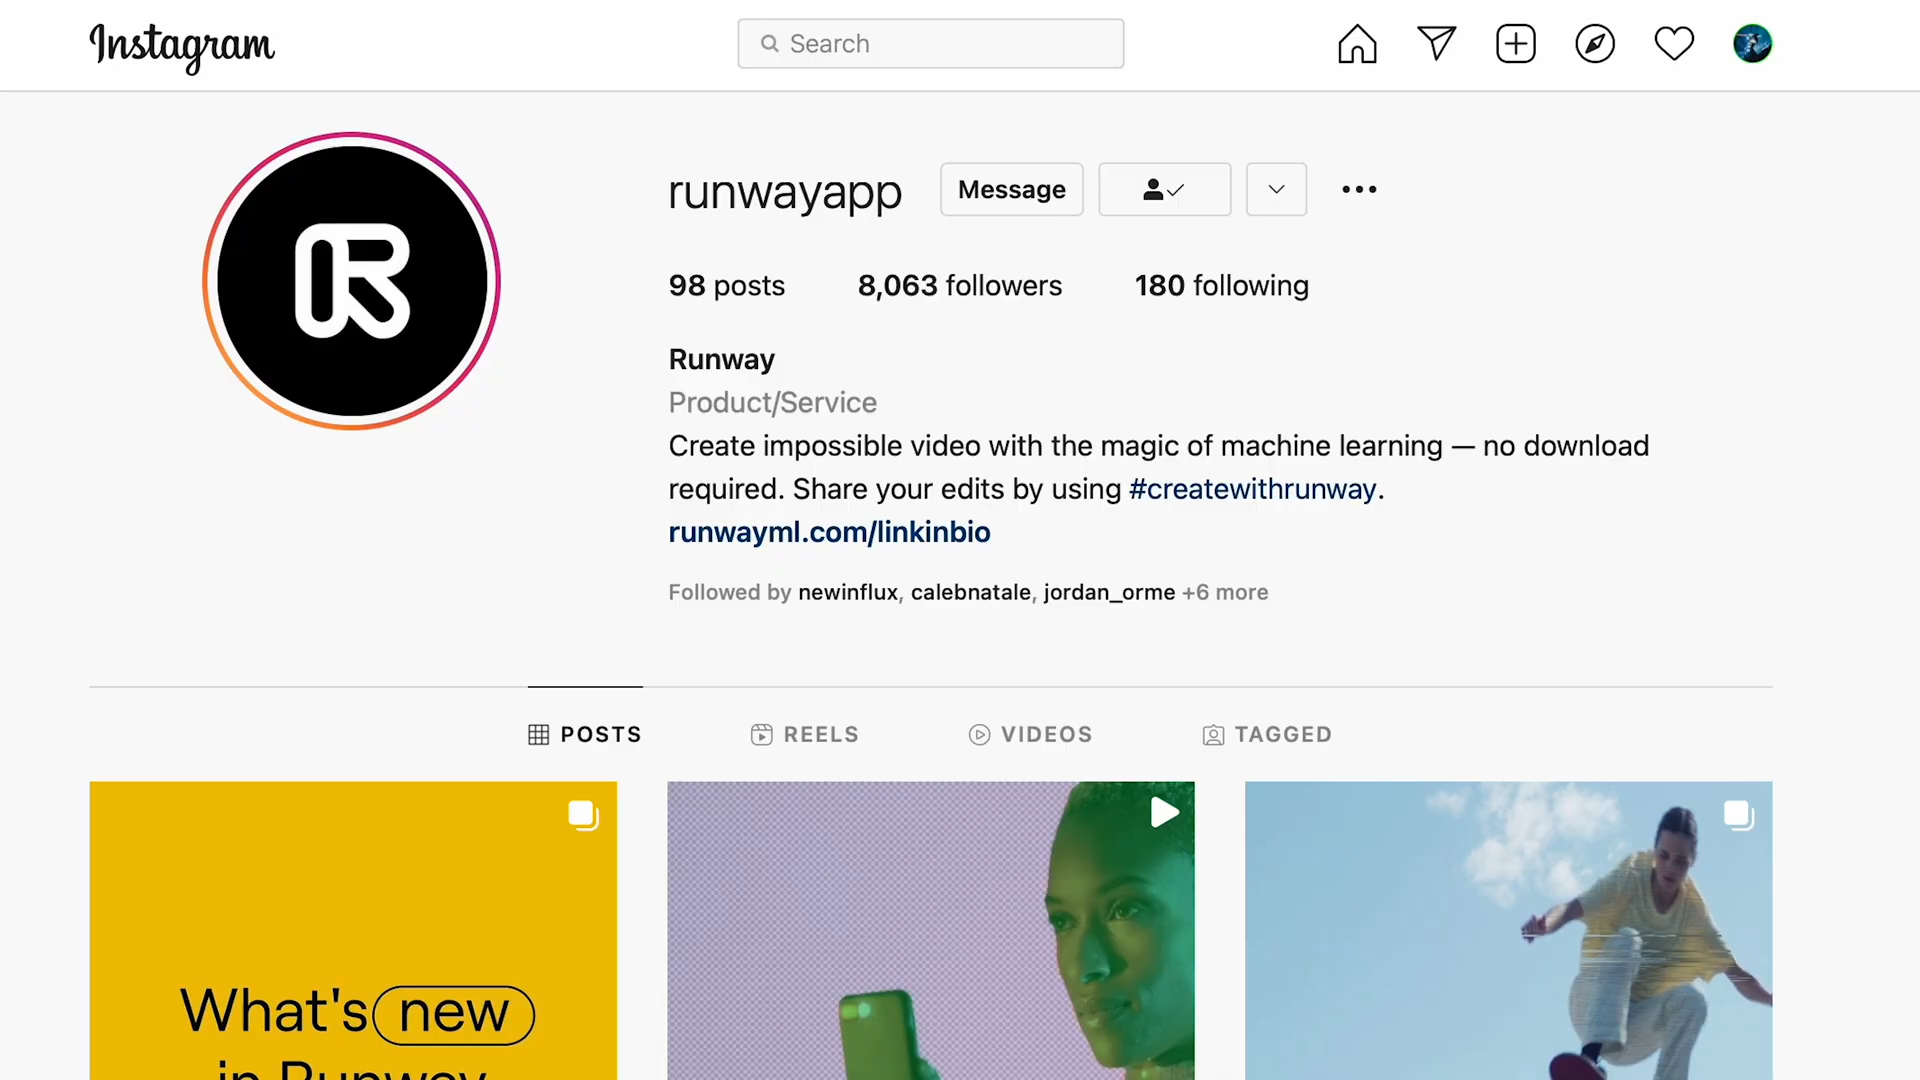 Instagram
Search
runwayapp
Message
98 posts 8,063 followers 180 following
Runway
Product/Service
Create impossible video with the magic of machine learning — no download
required. Share your edits by using #createwithrunway.
runwayml.com/linkinbio
Followed by newinflux, calebnatale, jordan_orme +6 more
POSTS REELS VIDEOS TAGGED
What's new
in Runway